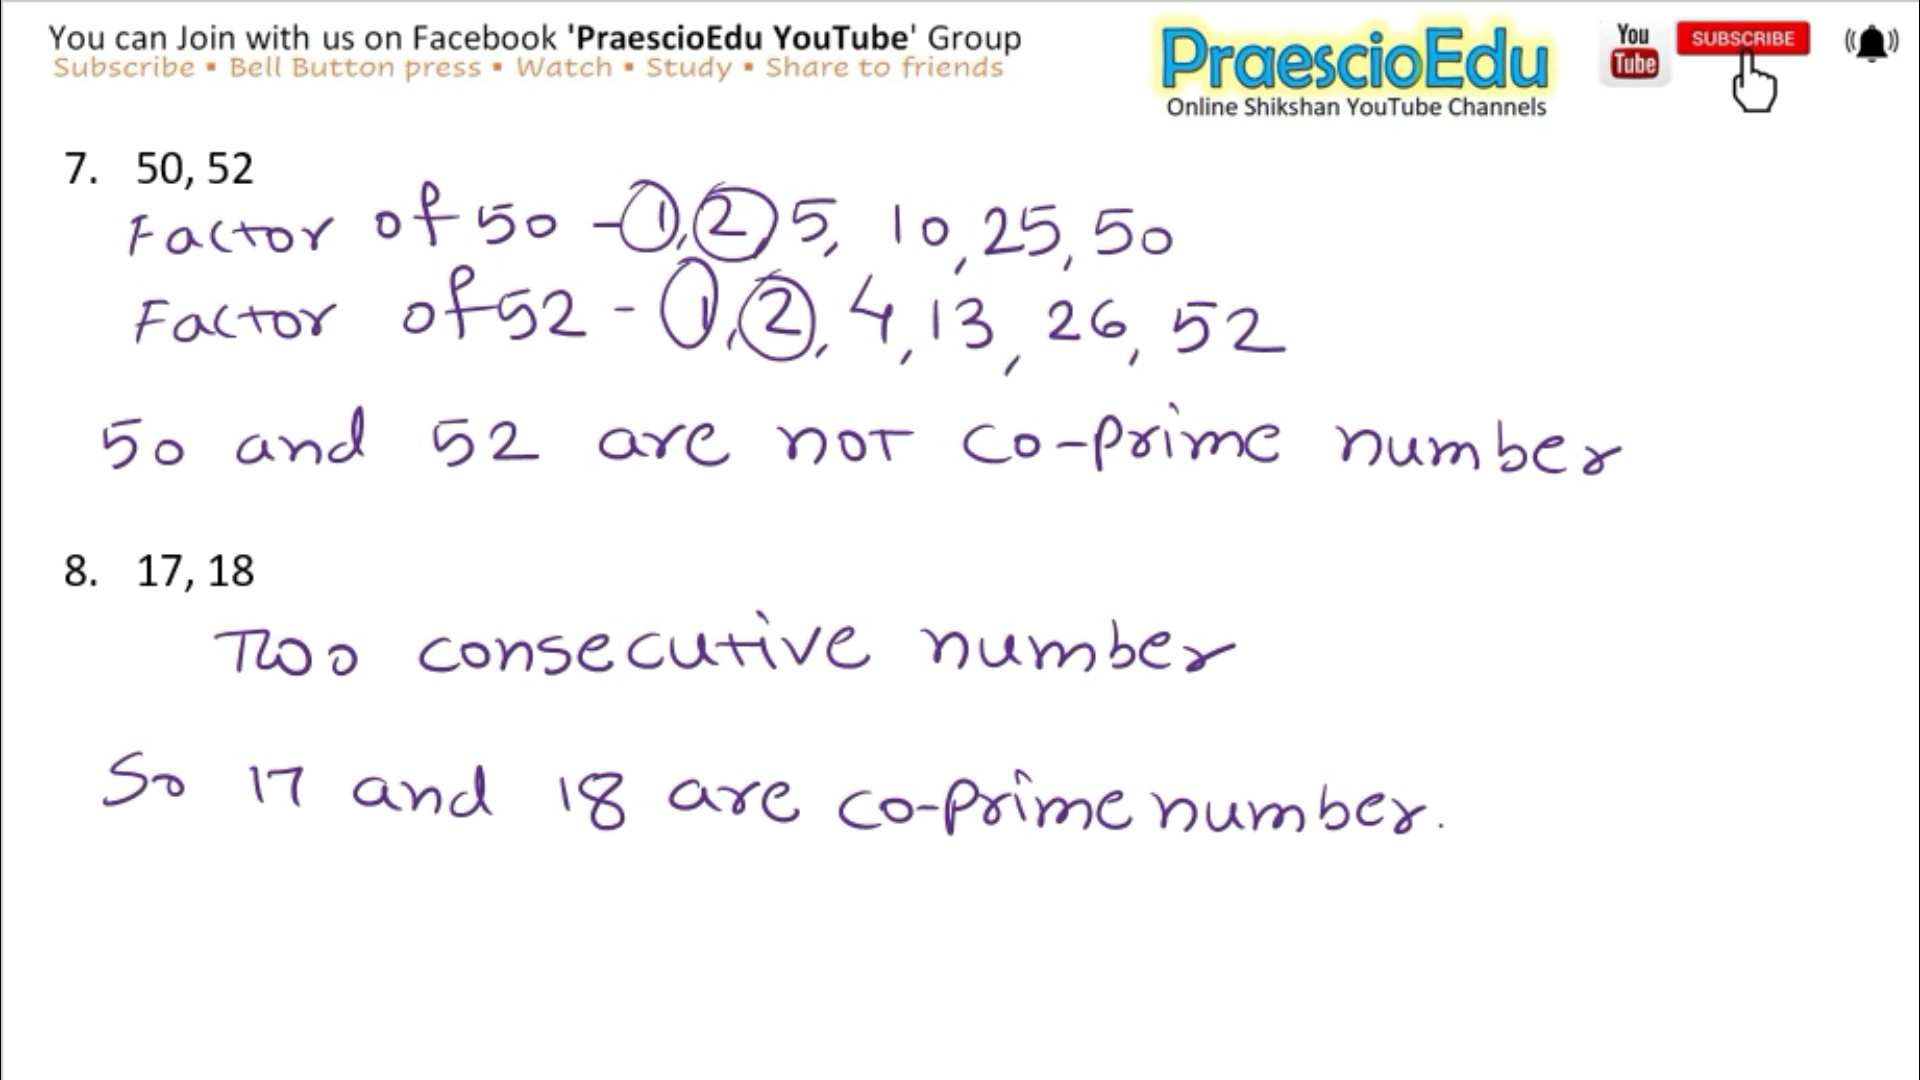 You can Join with us on Facebook 'PraescioEdu YouTube' Group
Subscribe ▪ Bell Button press ▪ Watch ▪ Study ▪ Share to friends
PraescioEdu
Online Shikshan YouTube Channels
You
Tube
SUBSCRIBE
7. 50, 52
Factor of 50 - 1, 2, 5, 10, 25, 50
Factor of 52 - 1, 2, 4, 13, 26, 52
50 and 52 are not co-prime number
8. 17, 18
Two consecutive number
So 17 and 18 are co-prime number.